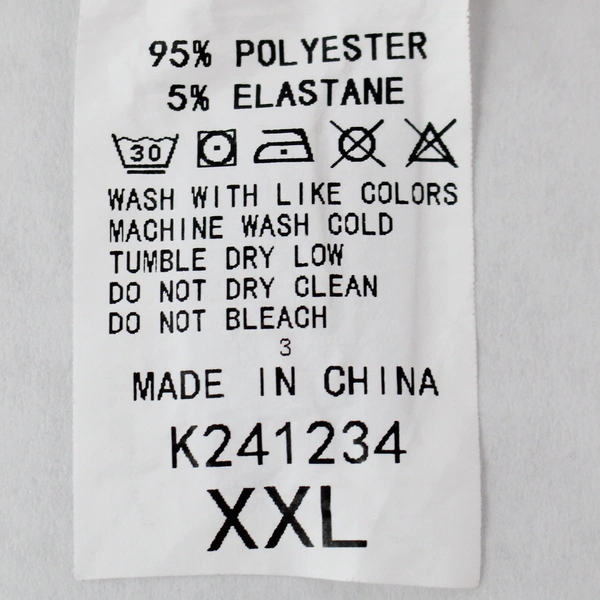 95% POLYESTER
5% ELASTANE
30
WASH WITH LIKE COLORS
MACHINE WASH COLD
TUMBLE DRY LOW
DO NOT DRY CLEAN
DO NOT BLEACH
3
MADE IN CHINA
K241234
XXL